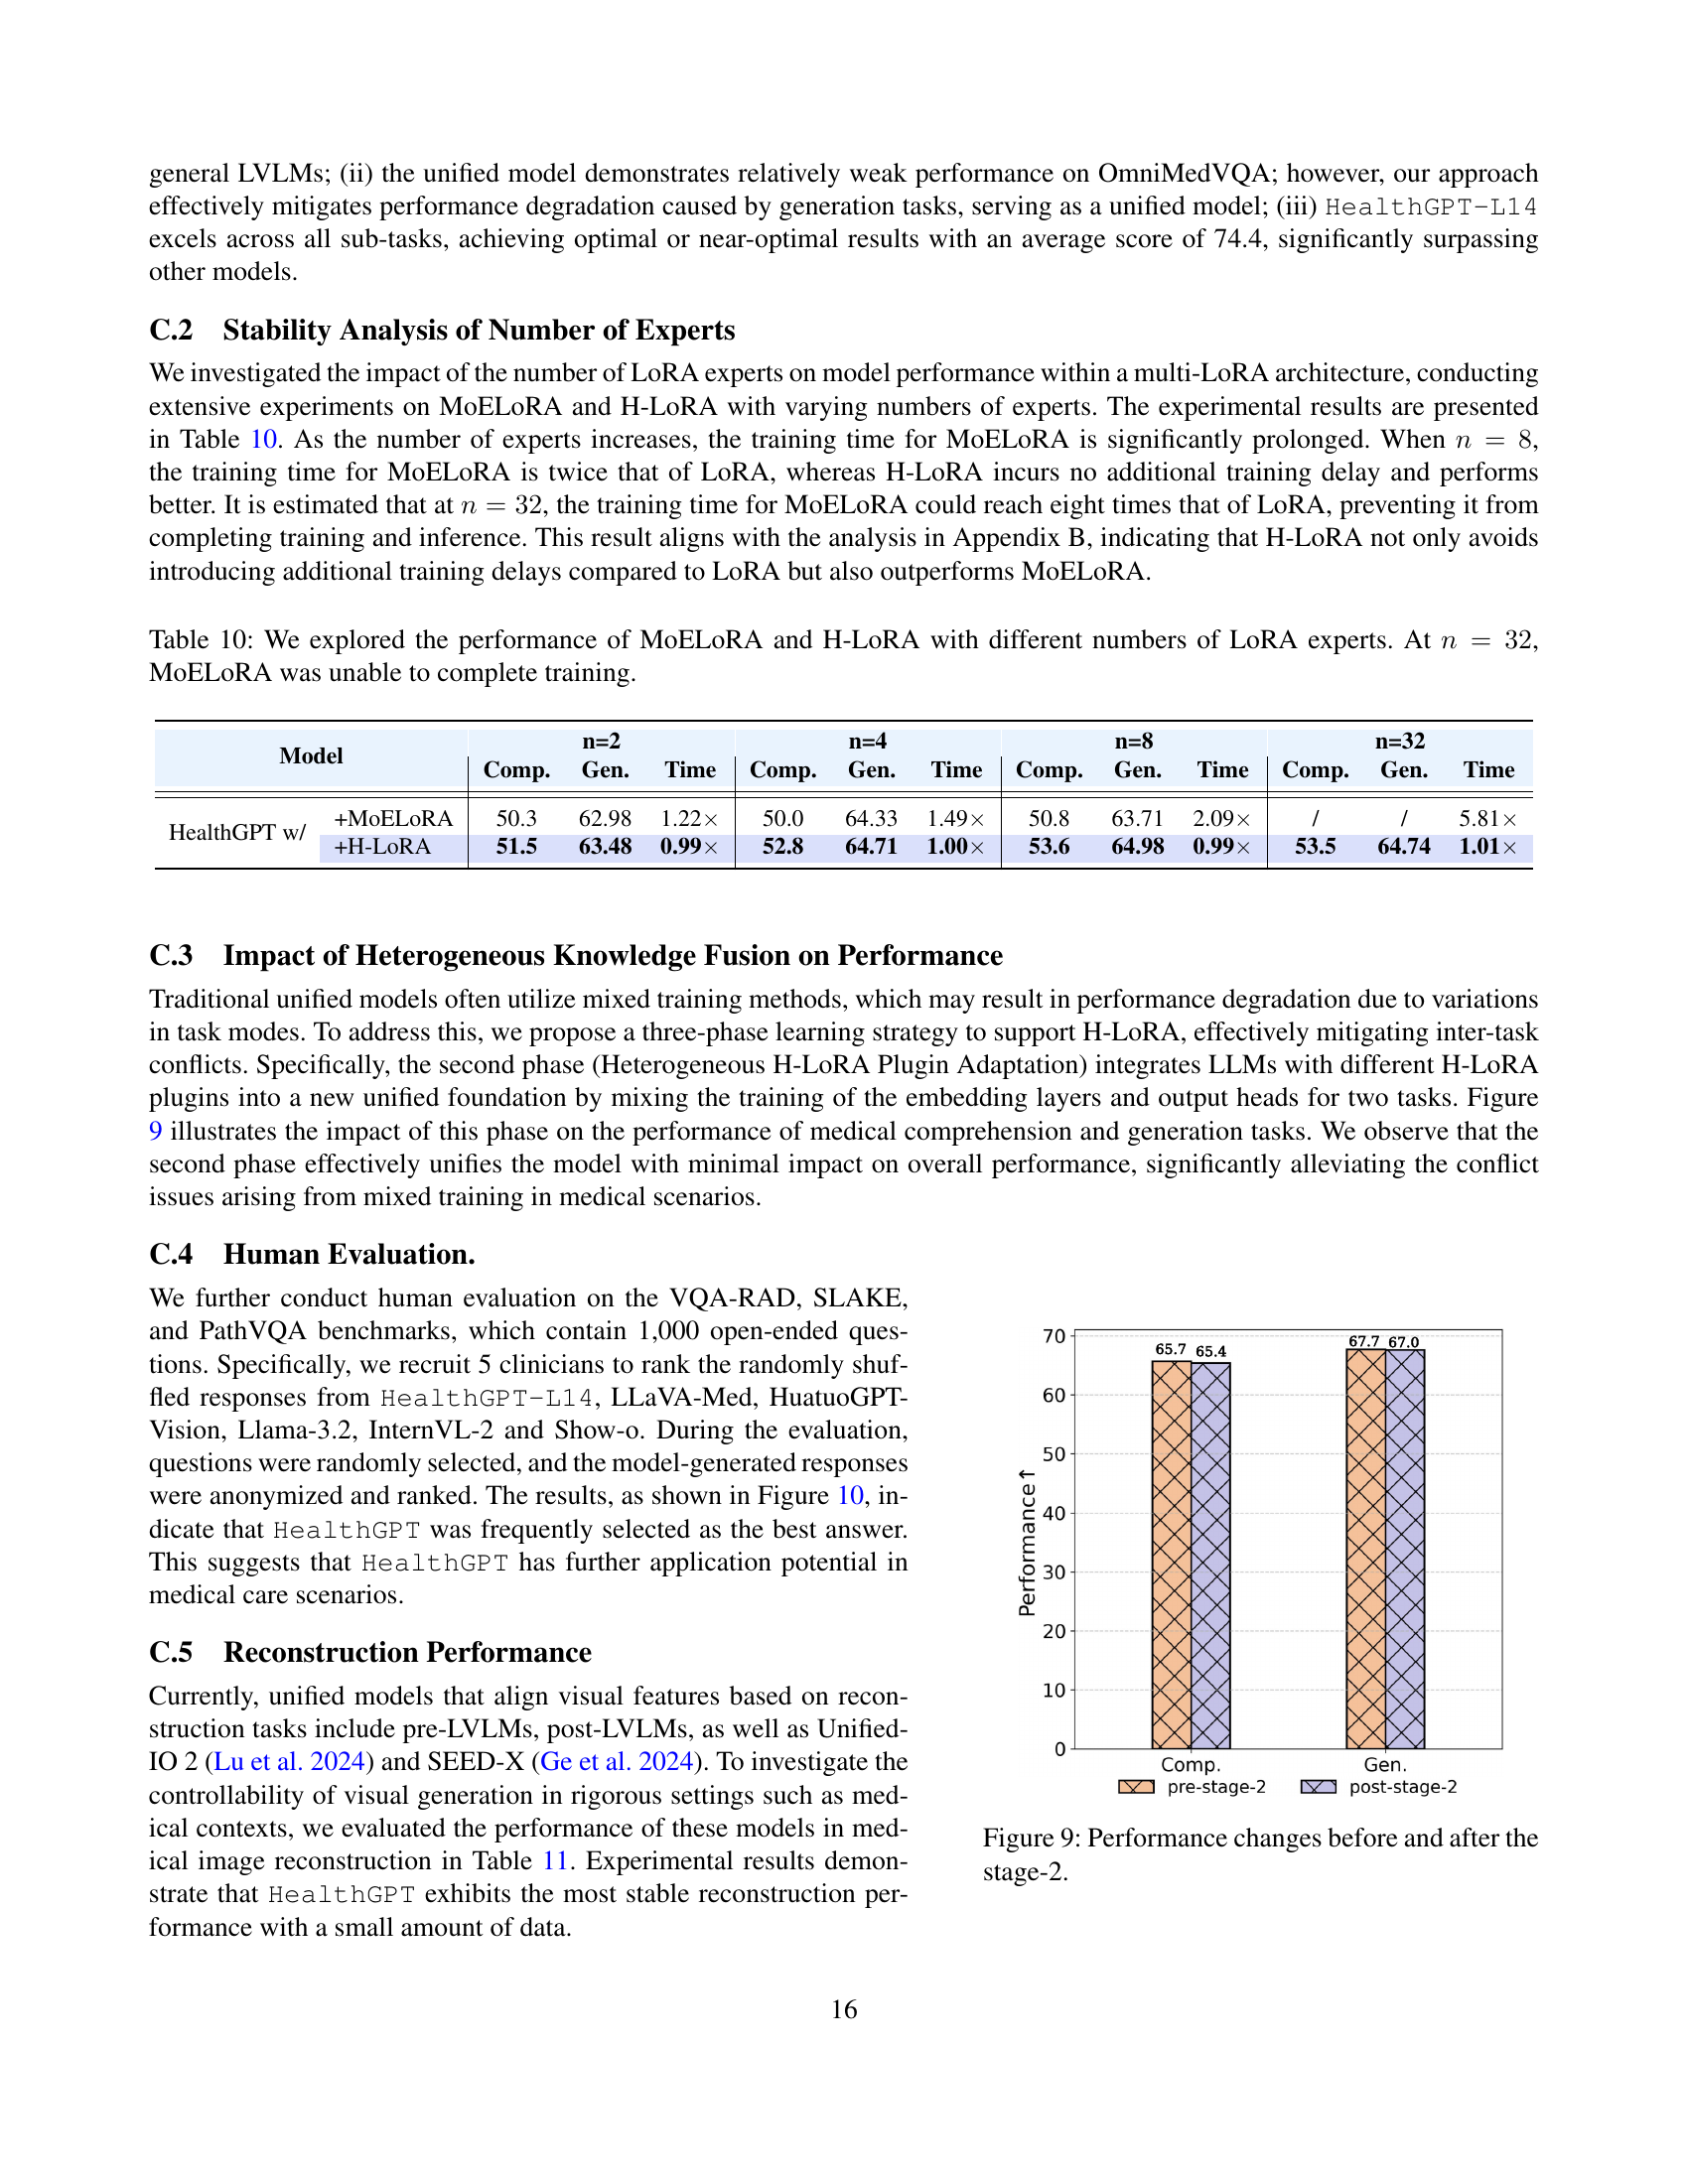 general LVLMs; (ii) the unified model demonstrates relatively weak performance on OmniMedVQA; however, our approach
effectively mitigates performance degradation caused by generation tasks, serving as a unified model; (iii) HealthGPT-L14
excels across all sub-tasks, achieving optimal or near-optimal results with an average score of 74.4, significantly surpassing
other models.
C.2 Stability Analysis of Number of Experts
We investigated the impact of the number of LoRA experts on model performance within a multi-LoRA architecture, conducting
extensive experiments on MoELoRA and H-LoRA with varying numbers of experts. The experimental results are presented
in Table 10. As the number of experts increases, the training time for MoELoRA is significantly prolonged. When n = 8,
the training time for MoELoRA is twice that of LoRA, whereas H-LoRA incurs no additional training delay and performs
better. It is estimated that at n = 32, the training time for MoELoRA could reach eight times that of LoRA, preventing it from
completing training and inference. This result aligns with the analysis in Appendix B, indicating that H-LoRA not only avoids
introducing additional training delays compared to LoRA but also outperforms MoELoRA.
Table 10: We explored the performance of MoELoRA and H-LoRA with different numbers of LoRA experts. At n = 32,
MoELoRA was unable to complete training.
Model n=2 n=4 n=8 n=32
Comp. Gen. Time Comp. Gen. Time Comp. Gen. Time Comp. Gen. Time
HealthGPT w/ +MoELoRA 50.3 62.98 1.22× 50.0 64.33 1.49× 50.8 63.71 2.09× / / 5.81×
+H-LoRA 51.5 63.48 0.99× 52.8 64.71 1.00× 53.6 64.98 0.99× 53.5 64.74 1.01×
C.3 Impact of Heterogeneous Knowledge Fusion on Performance
Traditional unified models often utilize mixed training methods, which may result in performance degradation due to variations
in task modes. To address this, we propose a three-phase learning strategy to support H-LoRA, effectively mitigating inter-task
conflicts. Specifically, the second phase (Heterogeneous H-LoRA Plugin Adaptation) integrates LLMs with different H-LoRA
plugins into a new unified foundation by mixing the training of the embedding layers and output heads for two tasks. Figure
9 illustrates the impact of this phase on the performance of medical comprehension and generation tasks. We observe that the
second phase effectively unifies the model with minimal impact on overall performance, significantly alleviating the conflict
issues arising from mixed training in medical scenarios.
C.4 Human Evaluation.
We further conduct human evaluation on the VQA-RAD, SLAKE,
and PathVQA benchmarks, which contain 1,000 open-ended ques-
tions. Specifically, we recruit 5 clinicians to rank the randomly shuf-
fled responses from HealthGPT-L14, LLaVA-Med, HuatuoGPT-
Vision, Llama-3.2, InternVL-2 and Show-o. During the evaluation,
questions were randomly selected, and the model-generated responses
were anonymized and ranked. The results, as shown in Figure 10, in-
dicate that HealthGPT was frequently selected as the best answer.
This suggests that HealthGPT has further application potential in
medical care scenarios.
C.5 Reconstruction Performance
Currently, unified models that align visual features based on recon-
struction tasks include pre-LVLMs, post-LVLMs, as well as Unified-
IO 2 (Lu et al. 2024) and SEED-X (Ge et al. 2024). To investigate the
controllability of visual generation in rigorous settings such as med-
ical contexts, we evaluated the performance of these models in med-
ical image reconstruction in Table 11. Experimental results demon-
strate that HealthGPT exhibits the most stable reconstruction per-
formance with a small amount of data.
Performance↑
70
60
50
40
30
20
10
0
65.7 65.4
67.7 67.0
Comp. Gen.
pre-stage-2 post-stage-2
Figure 9: Performance changes before and after the
stage-2.
16